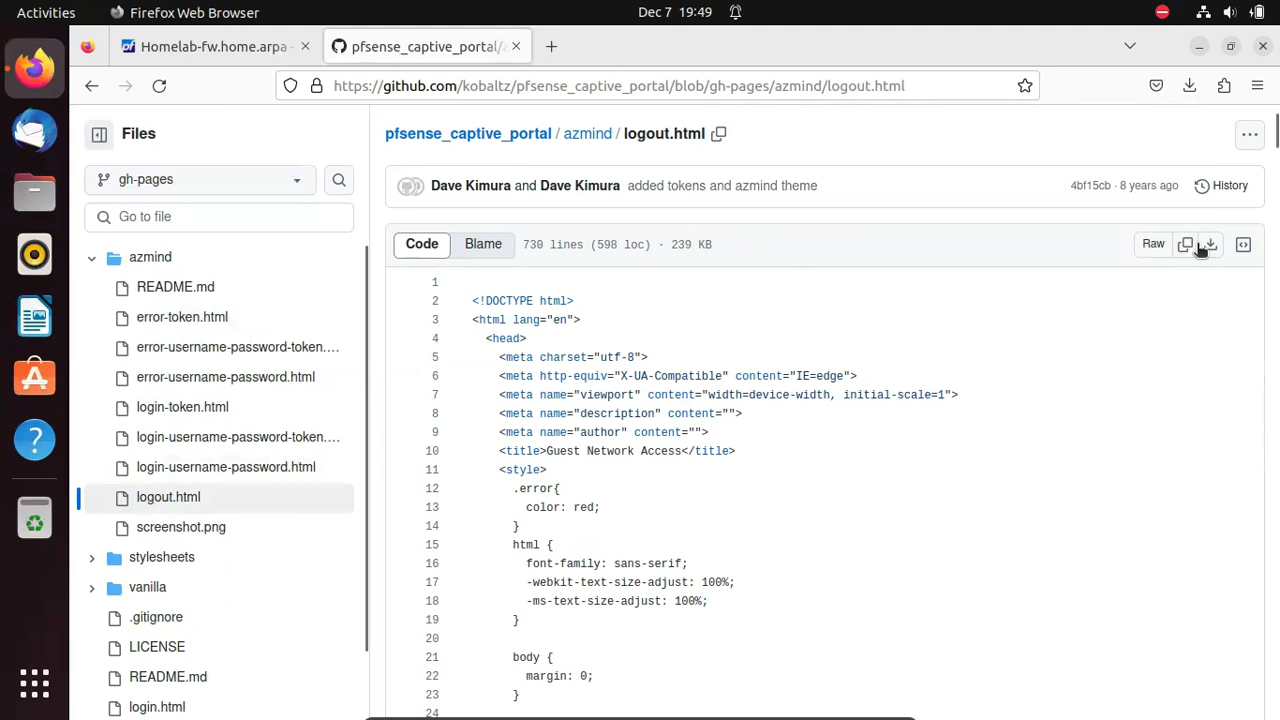 Activities
Firefox Web Browser
Dec 7 19:49
Homelab-fw.home.arpa -
pfsense_captive_portal/
https://github.com/kobaltz/pfsense_captive_portal/blob/gh-pages/azmind/logout.html
Files
gh-pages
Go to file
azmind
README.md
error-token.html
error-username-password-token....
error-username-password.html
login-token.html
login-username-password-token....
login-username-password.html
logout.html
screenshot.png
stylesheets
vanilla
.gitignore
LICENSE
README.md
login.html
pfsense_captive_portal / azmind / logout.html
Dave Kimura and Dave Kimura added tokens and azmind theme
4bf15cb · 8 years ago
History
Code
Blame
730 lines (598 loc) · 239 KB
Raw
1
2 <!DOCTYPE html>
3 <html lang="en">
4 <head>
5 <meta charset="utf-8">
6 <meta http-equiv="X-UA-Compatible" content="IE=edge">
7 <meta name="viewport" content="width=device-width, initial-scale=1">
8 <meta name="description" content="">
9 <meta name="author" content="">
10 <title>Guest Network Access</title>
11 <style>
12 .error{
13 color: red;
14 }
15 html {
16 font-family: sans-serif;
17 -webkit-text-size-adjust: 100%;
18 -ms-text-size-adjust: 100%;
19 }
20
21 body {
22 margin: 0;
23 }
24